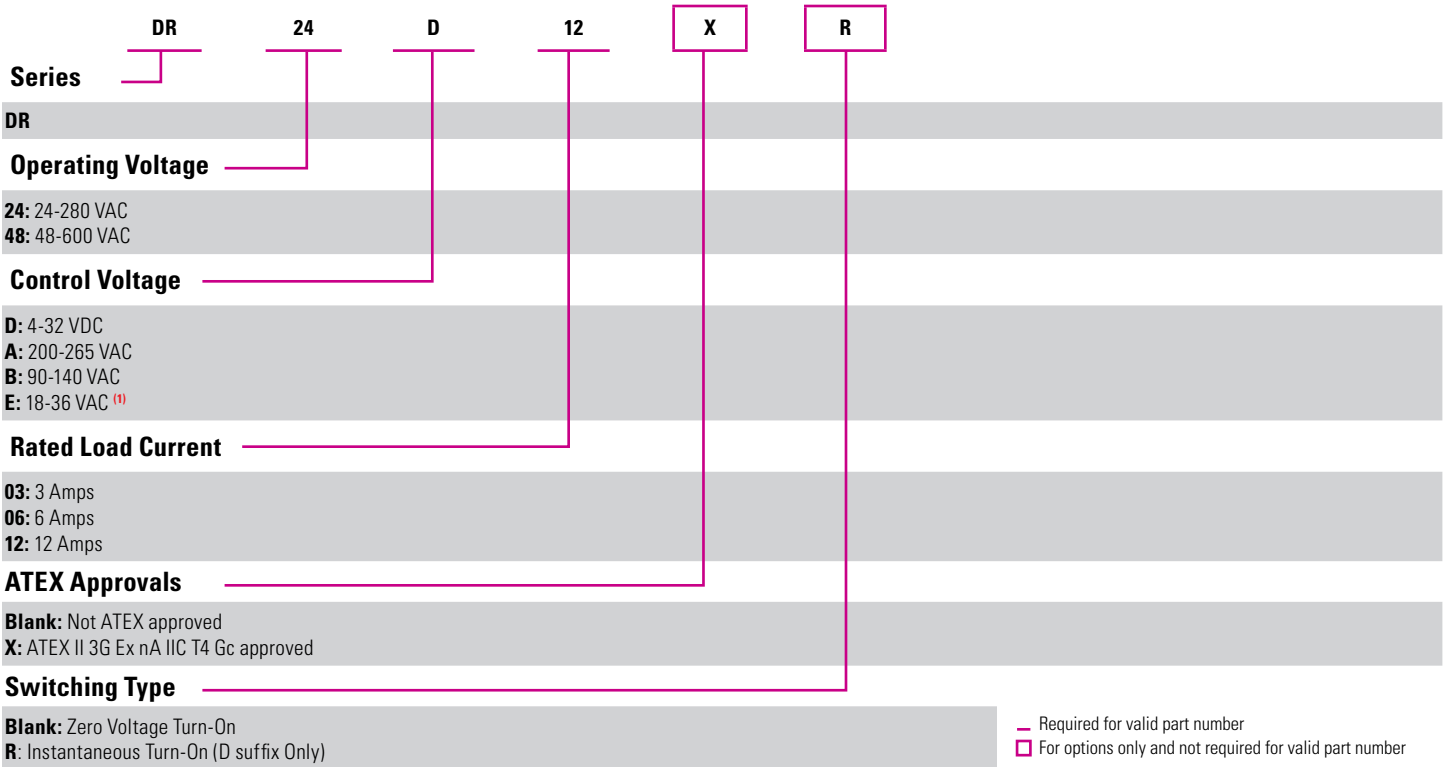 DR 24 D 12 X R
Series
DR
Operating Voltage
24: 24-280 VAC
48: 48-600 VAC
Control Voltage
D: 4-32 VDC
A: 200-265 VAC
B: 90-140 VAC
E: 18-36 VAC (1)
Rated Load Current
03: 3 Amps
06: 6 Amps
12: 12 Amps
ATEX Approvals
Blank: Not ATEX approved
X: ATEX II 3G Ex nA IIC T4 Gc approved
Switching Type
Blank: Zero Voltage Turn-On
R: Instantaneous Turn-On (D suffix Only)
Required for valid part number
For options only and not required for valid part number